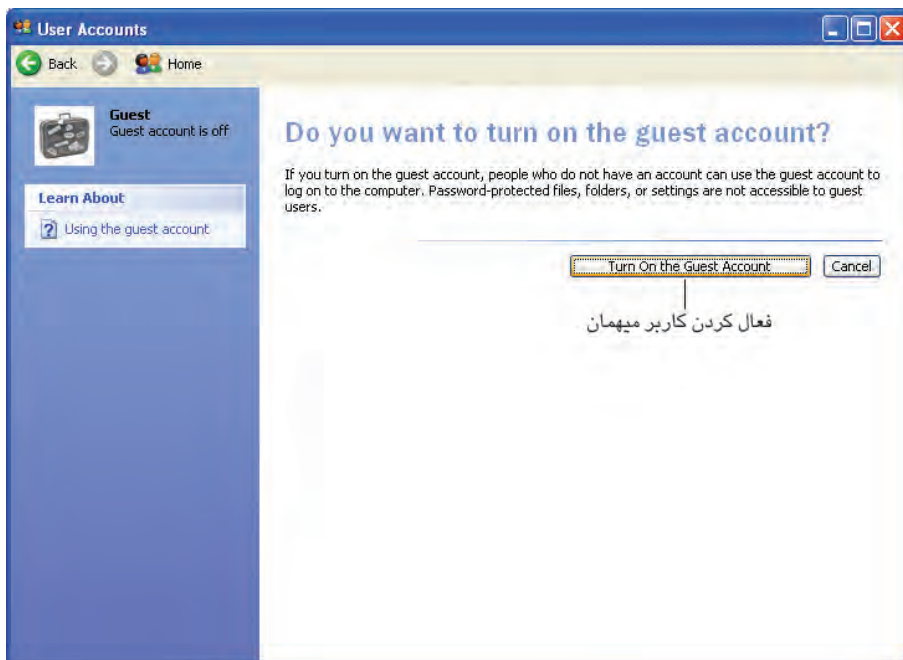 User Accounts
Back Home
Guest
Guest account is off
Learn About
Using the guest account
Do you want to turn on the guest account?
If you turn on the guest account, people who do not have an account can use the guest account to
log on to the computer. Password-protected files, folders, or settings are not accessible to guest
users.
Turn On the Guest Account Cancel
فعال کردن کاربر میهمان